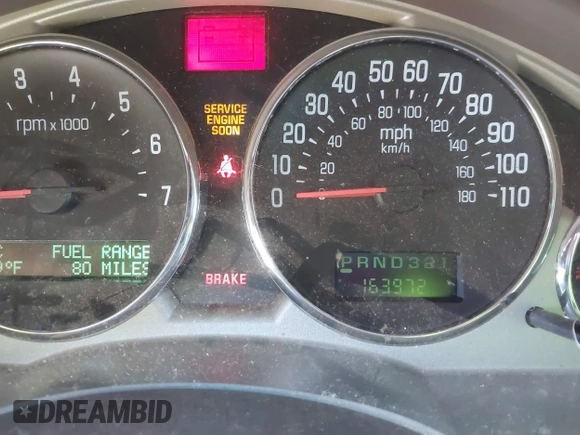 3 4 5 6 7
rpm x 1000
FUEL RANGE
°F 80 MILES
SERVICE
ENGINE
SOON
BRAKE
0 10 20 30 40 50 60 70 80 90 100 110
0 20 40 60 80 100 120 140 160 180
mph
km/h
PRND321
163972
DREAMBID